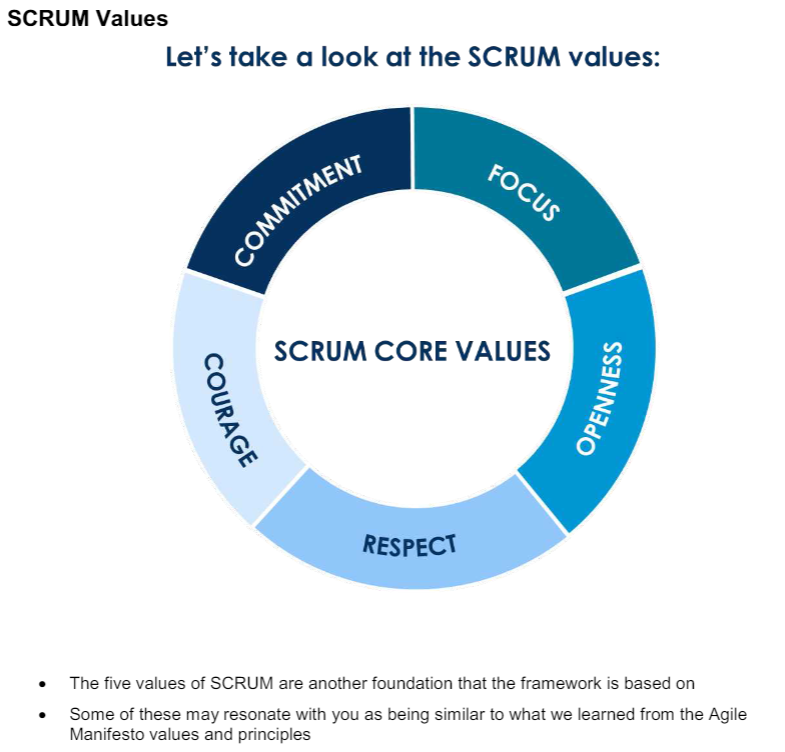 SCRUM Values
Let's take a look at the SCRUM values:
COMMITMENT
FOCUS
SCRUM CORE VALUES
COURAGE
OPENNESS
RESPECT
• The five values of SCRUM are another foundation that the framework is based on
• Some of these may resonate with you as being similar to what we learned from the Agile
Manifesto values and principles